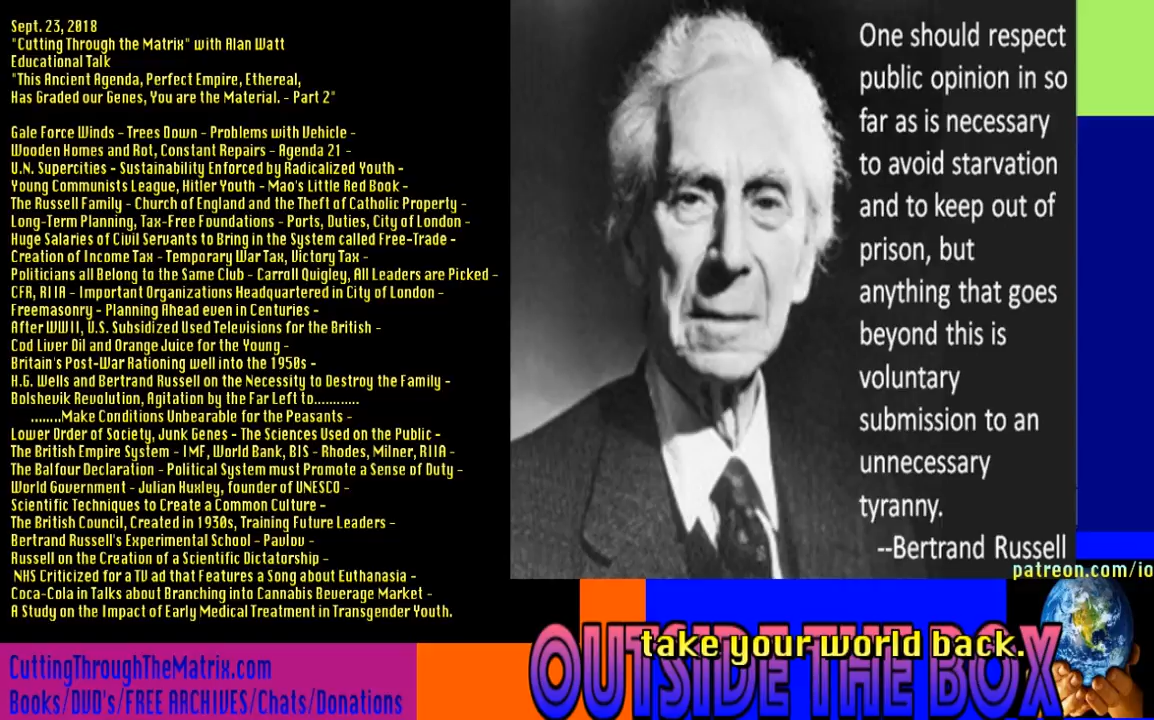 Sept. 23, 2018
"Cutting Through the Matrix" with Alan Watt
Educational Talk
"This Ancient Agenda, Perfect Empire, Ethereal,
Has Graded our Genes, You are the Material. - Part 2"
Gale Force Winds - Trees Down - Problems with Vehicle -
Wooden Homes and Rot, Constant Repairs - Agenda 21 -
U.N. Supercities - Sustainability Enforced by Radicalized Youth -
Young Communists League, Hitler Youth - Mao's Little Red Book -
The Russell Family - Church of England and the Theft of Catholic Property -
Long-Term Planning, Tax-Free Foundations - Ports, Duties, City of London -
Huge Salaries of Civil Servants to Bring in the System called Free-Trade -
Creation of Income Tax - Temporary War Tax, Victory Tax -
Politicians all Belong to the Same Club - Carroll Quigley, All Leaders are Picked -
CFR, RIIA - Important Organizations Headquartered in City of London -
Freemasonry - Planning Ahead even in Centuries -
After WWII, U.S. Subsidized Used Televisions for the British -
Cod Liver Oil and Orange Juice for the Young -
Britain's Post-War Rationing well into the 1950s -
H.G. Wells and Bertrand Russell on the Necessity to Destroy the Family -
Bolshevik Revolution, Agitation by the Far Left to............
........Make Conditions Unbearable for the Peasants -
Lower Order of Society, Junk Genes - The Sciences Used on the Public -
The British Empire System - IMF, World Bank, BIS - Rhodes, Milner, RIIA -
The Balfour Declaration - Political System must Promote a Sense of Duty -
World Government - Julian Huxley, founder of UNESCO -
Scientific Techniques to Create a Common Culture -
The British Council, Created in 1930s, Training Future Leaders -
Bertrand Russell's Experimental School - Pavlov -
Russell on the Creation of a Scientific Dictatorship -
NHS Criticized for a TV ad that Features a Song about Euthanasia -
Coca-Cola in Talks about Branching into Cannabis Beverage Market -
A Study on the Impact of Early Medical Treatment in Transgender Youth.
One should respect
public opinion in so
far as is necessary
to avoid starvation
and to keep out of
prison, but
anything that goes
beyond this is
voluntary
submission to an
unnecessary
tyranny.
--Bertrand Russell
patreon.com/io
OUTSIDE THE BOX
take your world back.
CuttingThroughTheMatrix.com
Books/DVD's/FREE ARCHIVES/Chats/Donations